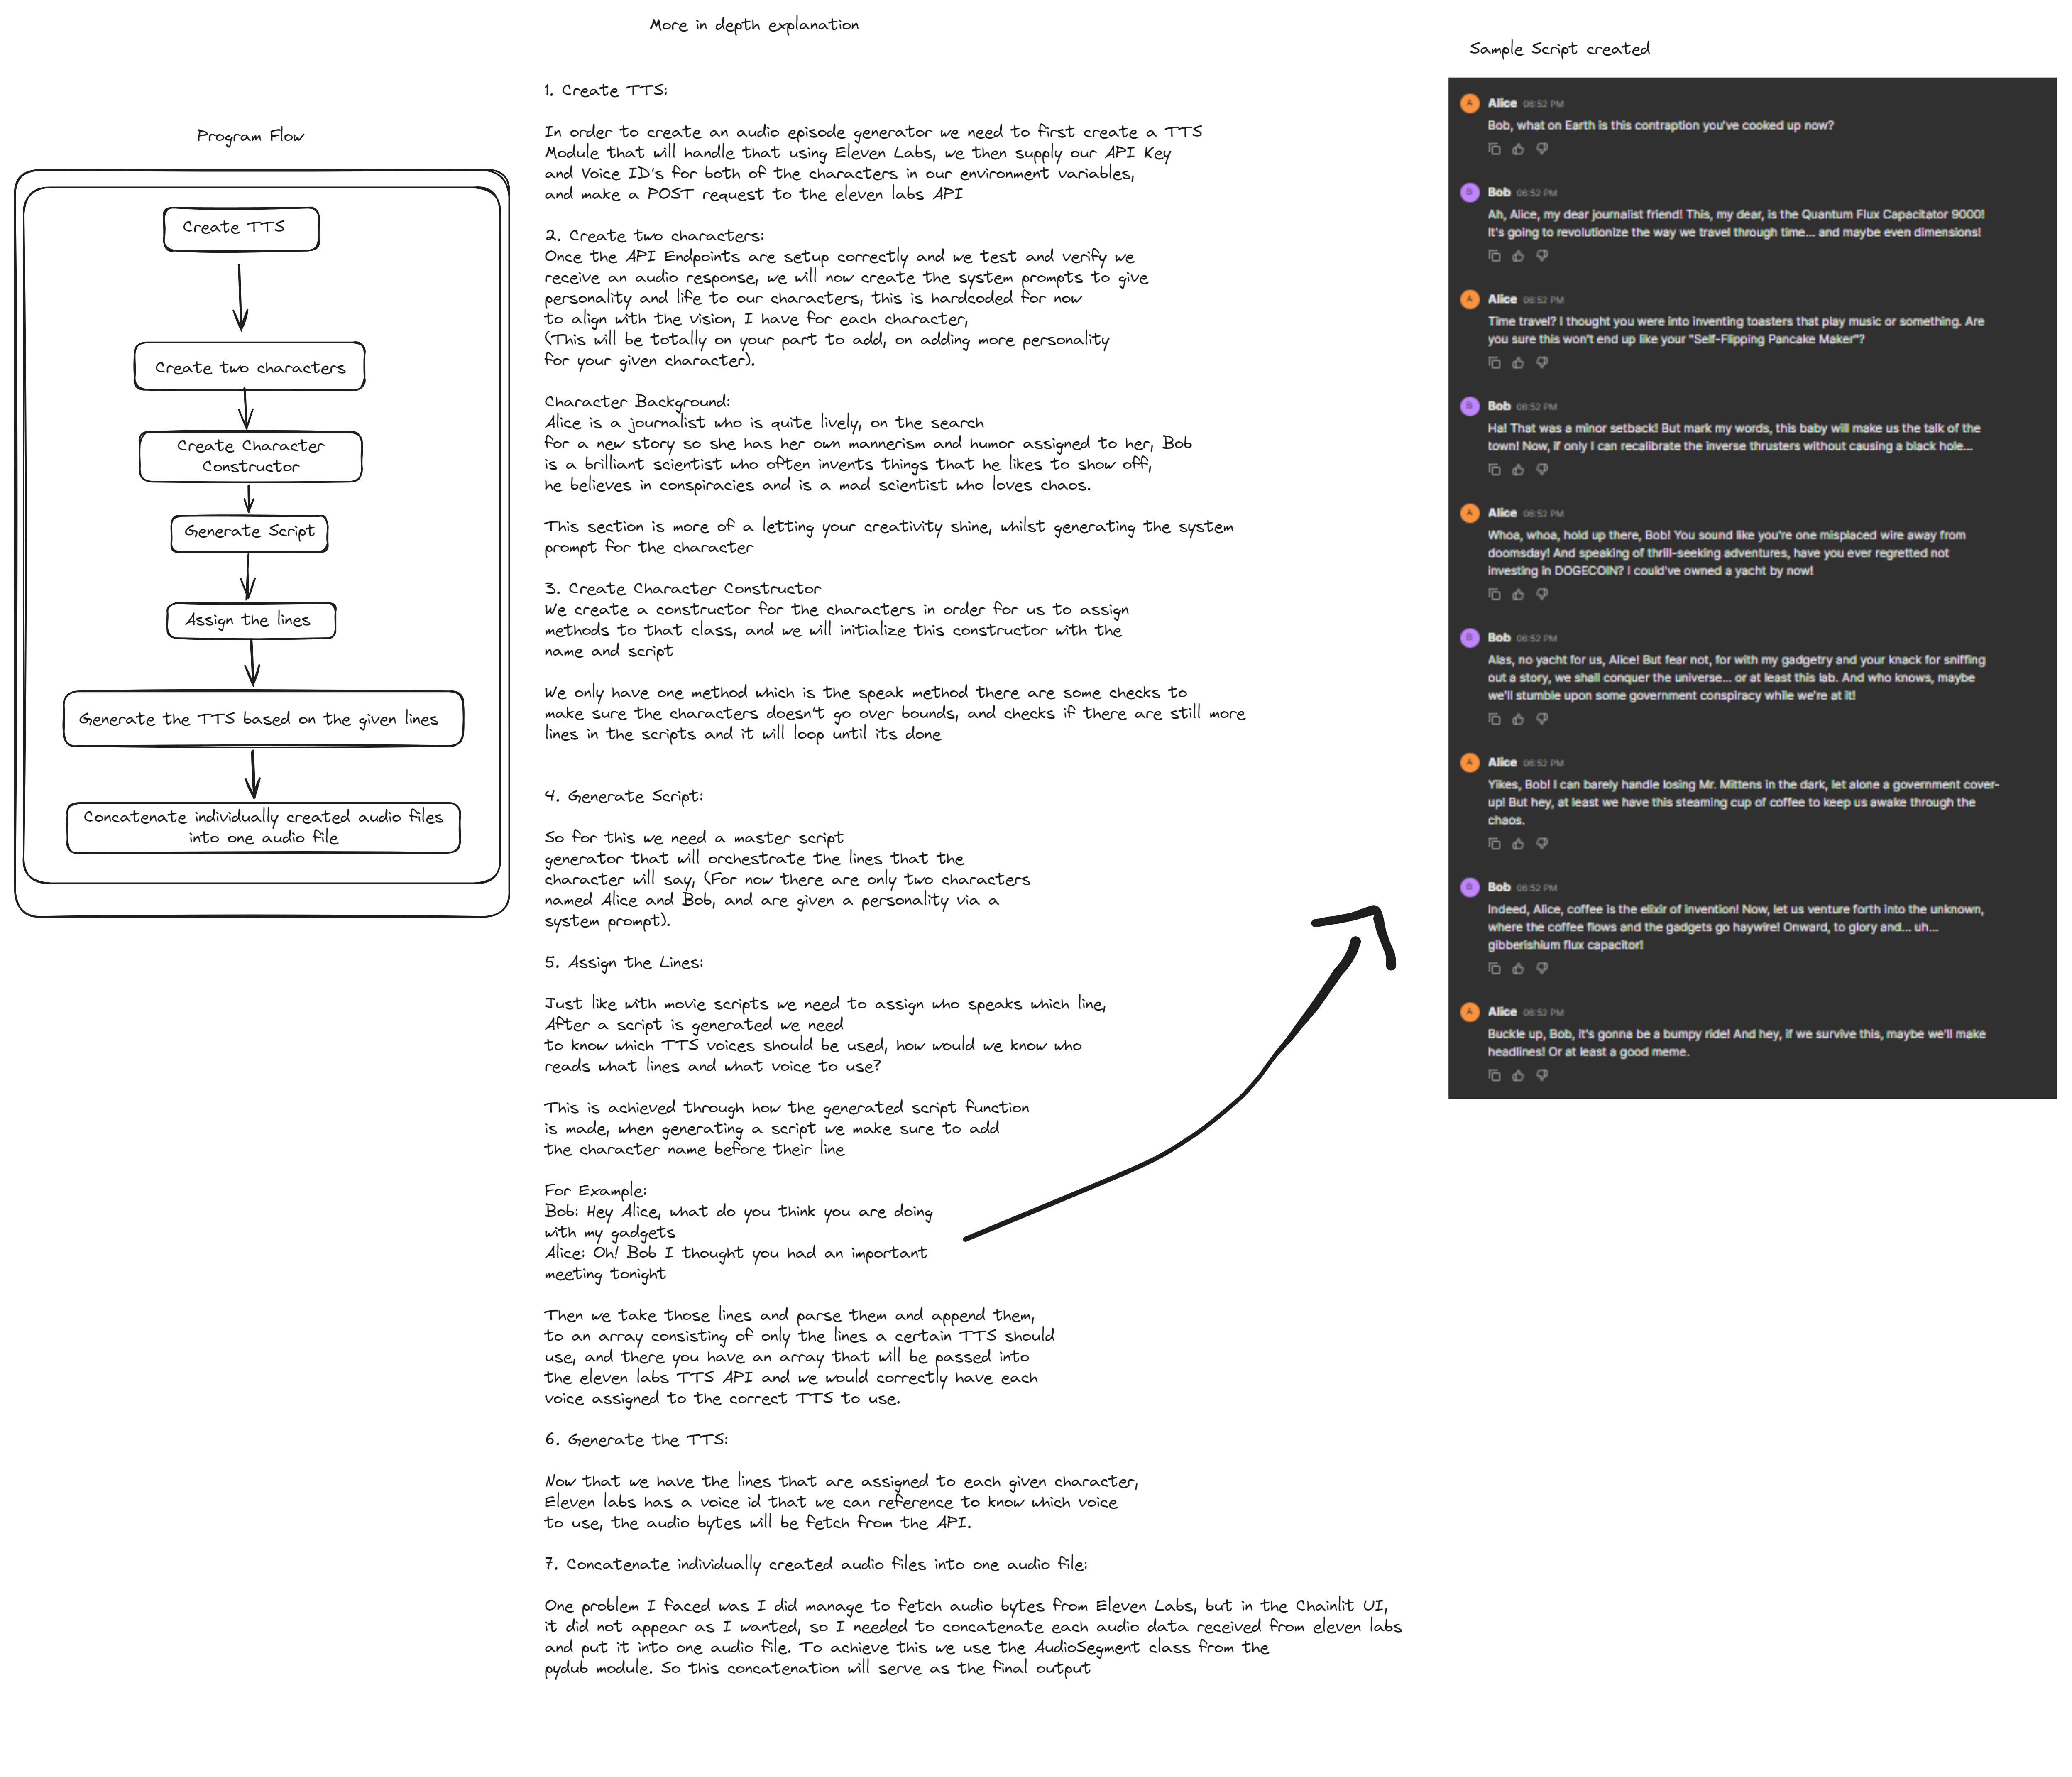 More in depth explanation
Sample Script created
Program Flow
Create TTS
Create two characters
Create Character
Constructor
Generate Script
Assign the lines
Generate the TTS based on the given lines
Concatenate individually created audio files
into one audio file
1. Create TTS:
In order to create an audio episode generator we need to first create a TTS
Module that will handle that using Eleven Labs, we then supply our API Key
and Voice ID's for both of the characters in our environment variables,
and make a POST request to the eleven labs API
2. Create two characters:
Once the API Endpoints are setup correctly and we test and verify we
receive an audio response, we will now create the system prompts to give
personality and life to our characters, this is hardcoded for now
to align with the vision, I have for each character,
(This will be totally on your part to add, on adding more personality
for your given character).
Character Background:
Alice is a journalist who is quite lively, on the search
for a new story so she has her own mannerism and humor assigned to her, Bob
is a brilliant scientist who often invents things that he likes to show off,
he believes in conspiracies and is a mad scientist who loves chaos.
This section is more of a letting your creativity shine, whilst generating the system
prompt for the character
3. Create Character Constructor
We create a constructor for the characters in order for us to assign
methods to that class, and we will initialize this constructor with the
name and script
We only have one method which is the speak method there are some checks to
make sure the characters doesn't go over bounds, and checks if there are still more
lines in the scripts and it will loop until its done
4. Generate Script:
So for this we need a master script
generator that will orchestrate the lines that the
character will say, (For now there are only two characters
named Alice and Bob, and are given a personality via a
system prompt).
5. Assign the Lines:
Just like with movie scripts we need to assign who speaks which line,
After a script is generated we need
to know which TTS voices should be used, how would we know who
reads what lines and what voice to use?
This is achieved through how the generated script function
is made, when generating a script we make sure to add
the character name before their line
For Example:
Bob: Hey Alice, what do you think you are doing
with my gadgets
Alice: Oh! Bob I thought you had an important
meeting tonight
Then we take those lines and parse them and append them,
to an array consisting of only the lines a certain TTS should
use, and there you have an array that will be passed into
the eleven labs TTS API and we would correctly have each
voice assigned to the correct TTS to use.
6. Generate the TTS:
Now that we have the lines that are assigned to each given character,
Eleven labs has a voice id that we can reference to know which voice
to use, the audio bytes will be fetch from the API.
7. Concatenate individually created audio files into one audio file:
One problem I faced was I did manage to fetch audio bytes from Eleven Labs, but in the Chainlit UI,
it did not appear as I wanted, so I needed to concatenate each audio data received from eleven labs
and put it into one audio file. To achieve this we use the AudioSegment class from the
pydub module. So this concatenation will serve as the final output
A Alice 06:52 PM
Bob, what on Earth is this contraption you've cooked up now?
B Bob 06:52 PM
Ah, Alice, my dear journalist friend! This, my dear, is the Quantum Flux Capacitator 9000!
It's going to revolutionize the way we travel through time... and maybe even dimensions!
A Alice 06:52 PM
Time travel? I thought you were into inventing toasters that play music or something. Are
you sure this won't end up like your "Self-Flipping Pancake Maker"?
B Bob 06:52 PM
Ha! That was a minor setback! But mark my words, this baby will make us the talk of the
town! Now, if only I can recalibrate the inverse thrusters without causing a black hole...
A Alice 06:52 PM
Whoa, whoa, hold up there, Bob! You sound like you're one misplaced wire away from
doomsday! And speaking of thrill-seeking adventures, have you ever regretted not
investing in DOGECOIN? I could've owned a yacht by now!
B Bob 06:52 PM
Alas, no yacht for us, Alice! But fear not, for with my gadgetry and your knack for sniffing
out a story, we shall conquer the universe... or at least this lab. And who knows, maybe
we'll stumble upon some government conspiracy while we're at it!
A Alice 06:52 PM
Yikes, Bob! I can barely handle losing Mr. Mittens in the dark, let alone a government cover-
up! But hey, at least we have this steaming cup of coffee to keep us awake through the
chaos.
B Bob 06:52 PM
Indeed, Alice, coffee is the elixir of invention! Now, let us venture forth into the unknown,
where the coffee flows and the gadgets go haywire! Onward, to glory and... uh...
gibberishium flux capacitor!
A Alice 06:52 PM
Buckle up, Bob, it's gonna be a bumpy ride! And hey, if we survive this, maybe we'll make
headlines! Or at least a good meme.